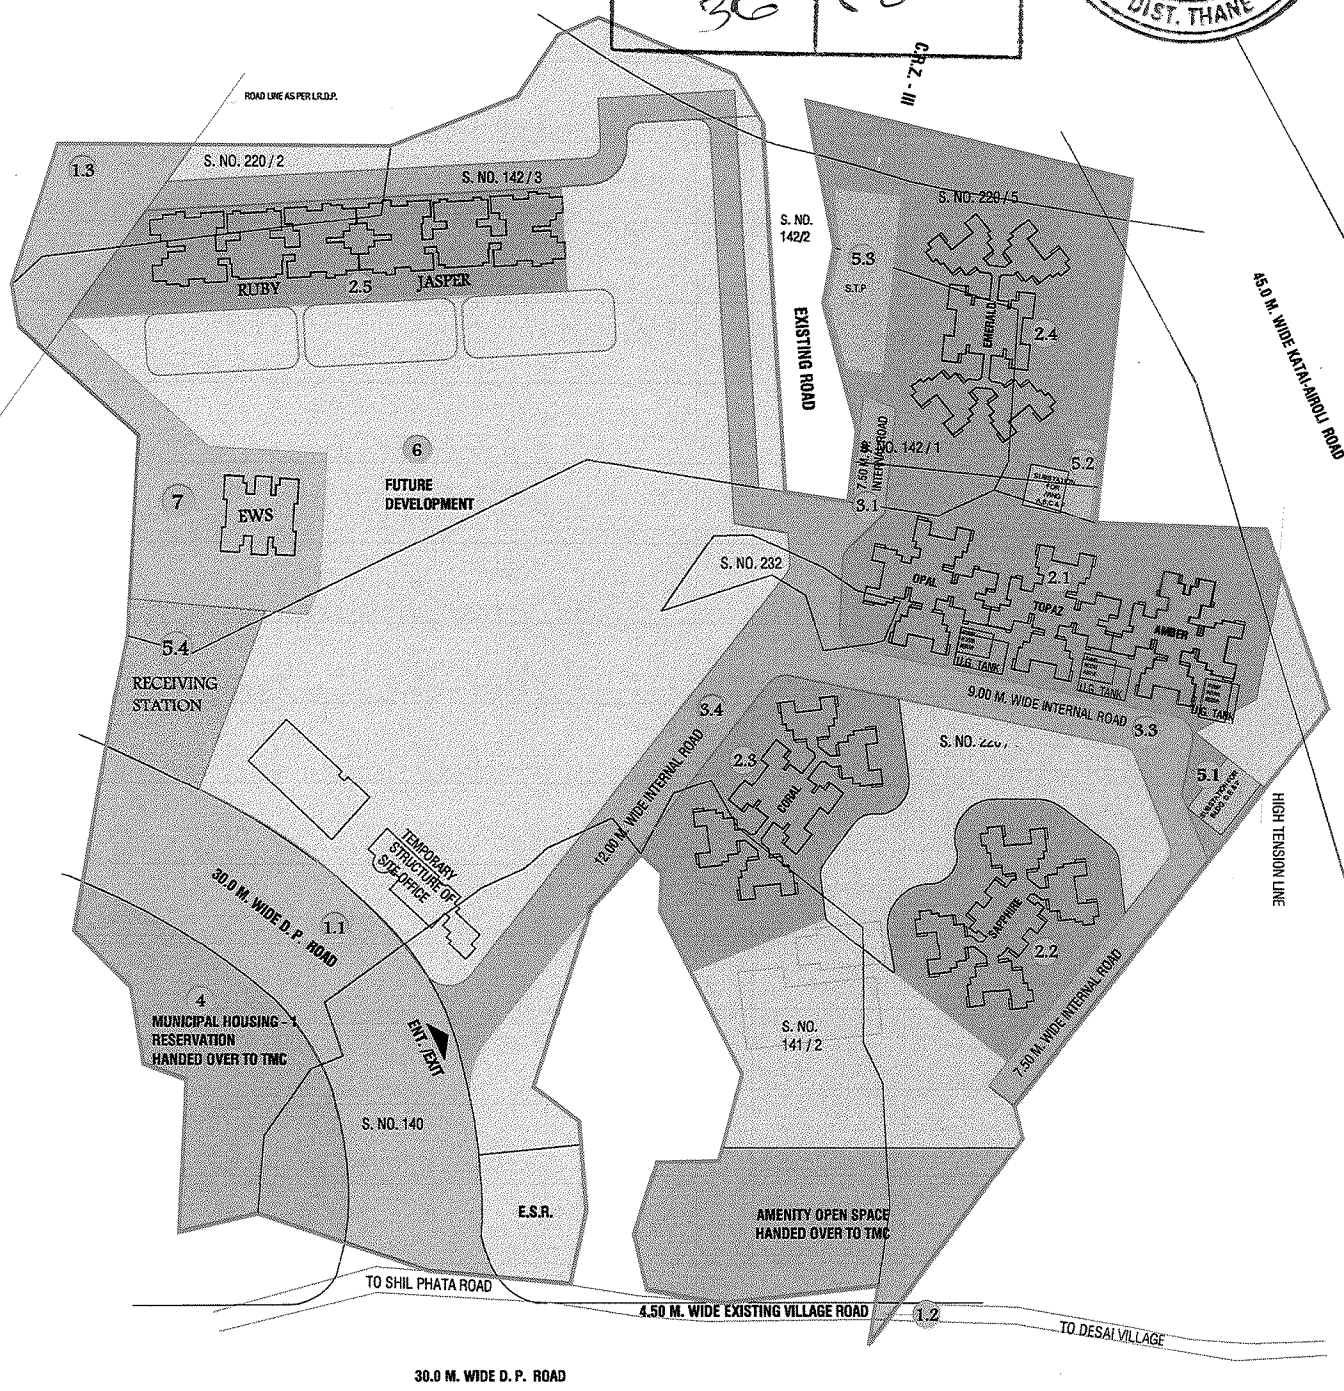 36
DIST. THANE
C.R.Z. - III
ROAD LINE AS PER I.R.D.P.
1.3
S. NO. 220 / 2
S. NO. 142 / 3
S. NO. 220 / 5
S. NO.
142/2
5.3
S.T.P
RUBY
2.5
JASPER
EXISTING ROAD
EMERALD
2.4
45.0 M. WIDE KATAI-AIROLI ROAD
6
FUTURE
DEVELOPMENT
S. NO. 142 / 1
7.50 M.
INTERNAL ROAD
5.2
SUBSTATION
FOR
3.1
7
EWS
S. NO. 232
OPAL
2.1
TOPAZ
AMBER
U.G. TANK
U.G. TANK
U.G. TANK
5.4
RECEIVING
STATION
9.00 M. WIDE INTERNAL ROAD
3.3
3.4
12.00 M. WIDE INTERNAL ROAD
S. NO. 220 /
2.3
CORAL
5.1
SUBSTATION FOR
HIGH TENSION LINE
TEMPORARY
STRUCTURE OF
SITE OFFICE
30.0 M. WIDE D. P. ROAD
1.1
SAPPHIRE
2.2
7.50 M. WIDE INTERNAL ROAD
4
MUNICIPAL HOUSING - 1
RESERVATION
HANDED OVER TO TMC
ENT. /EXIT
S. NO.
141 / 2
S. NO. 140
E.S.R.
AMENITY OPEN SPACE
HANDED OVER TO TMC
TO SHIL PHATA ROAD
4.50 M. WIDE EXISTING VILLAGE ROAD
1.2
TO DESAI VILLAGE
30.0 M. WIDE D. P. ROAD